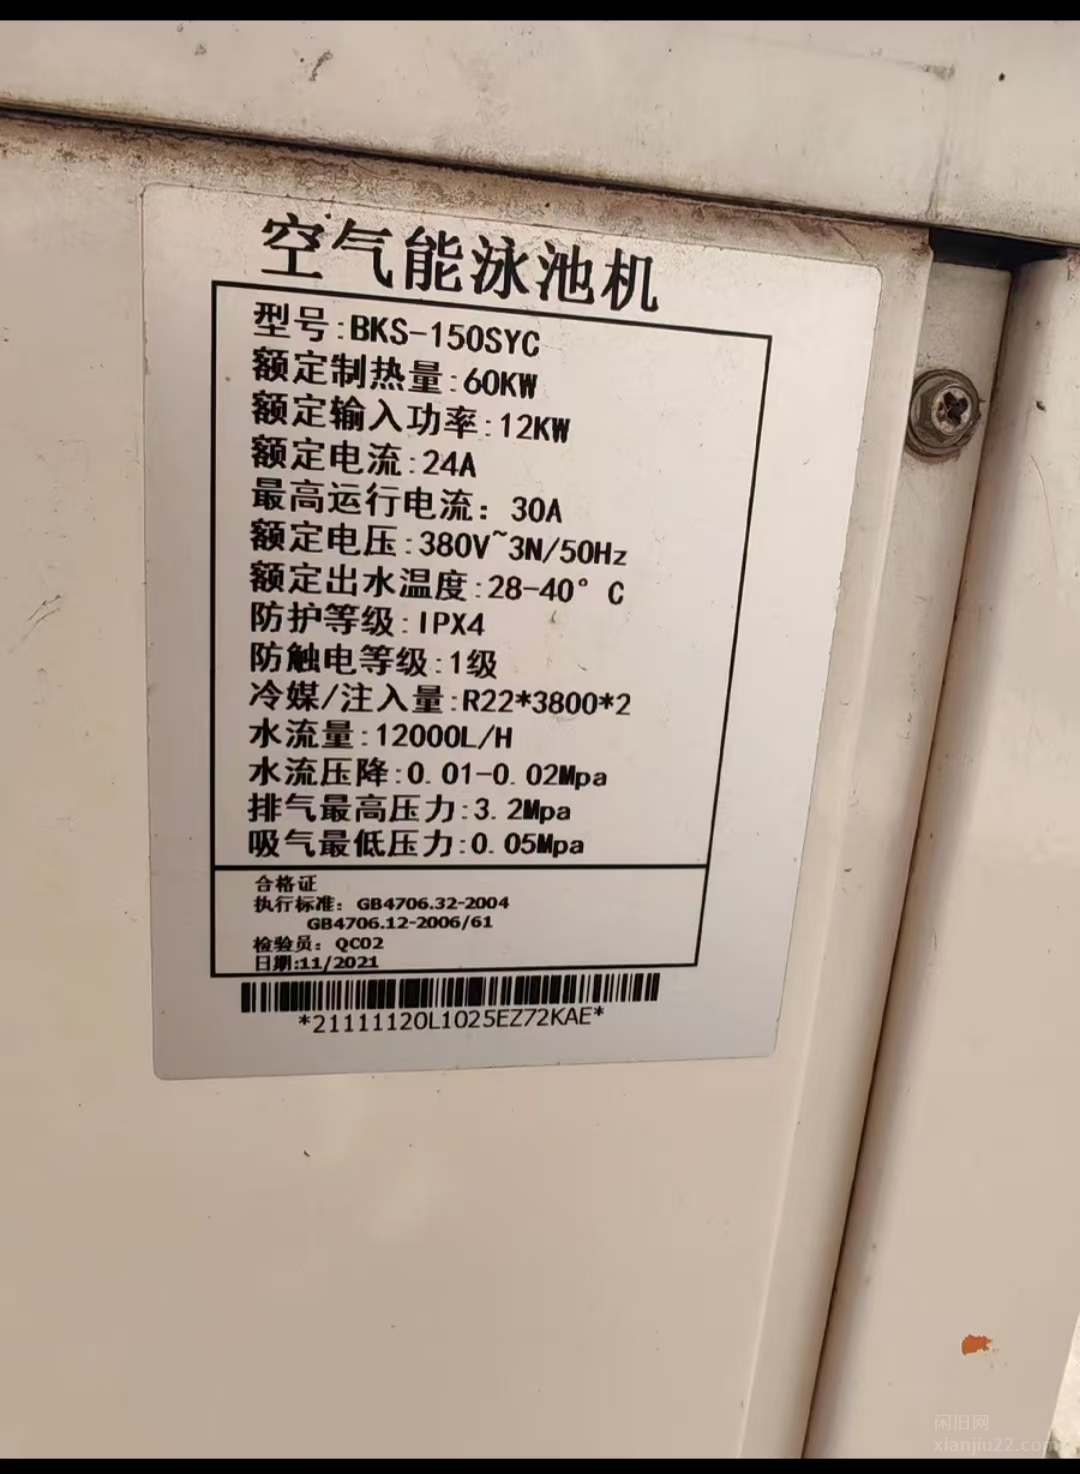 空气能泳池机
型号:BKS-150SYC
额定制热量:60KW
额定输入功率:12KW
额定电流:24A
最高运行电流: 30A
额定电压:380V~3N/50Hz
额定出水温度:28-40° C
防护等级:IPX4
防触电等级:1级
冷媒/注入量:R22*3800*2
水流量:12000L/H
水流压降:0.01-0.02Mpa
排气最高压力:3.2Mpa
吸气最低压力:0.05Mpa
合格证
执行标准: GB4706.32-2004
GB4706.12-2006/61
检验员: QC02
日期:11/2021
*21111120L1025EZ72KAE*
闲旧网
xianjiu22.com